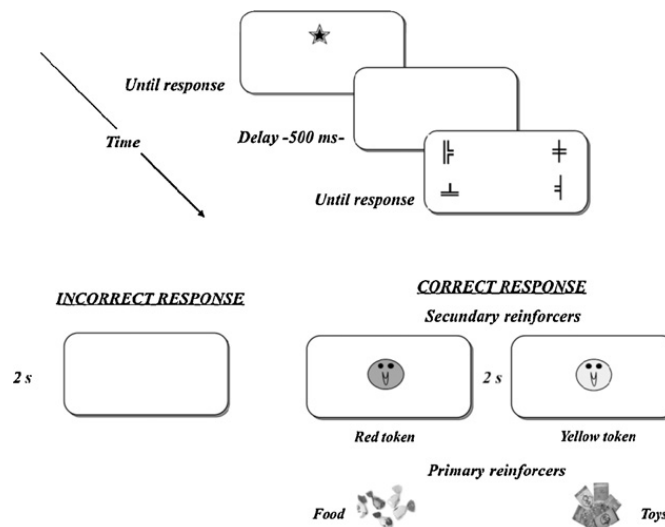 Until response
Delay -500 ms-
Time
Until response
INCORRECT RESPONSE
CORRECT RESPONSE
Secundary reinforcers
2 s
2 s
Red token
Yellow token
Primary reinforcers
Food
Toys